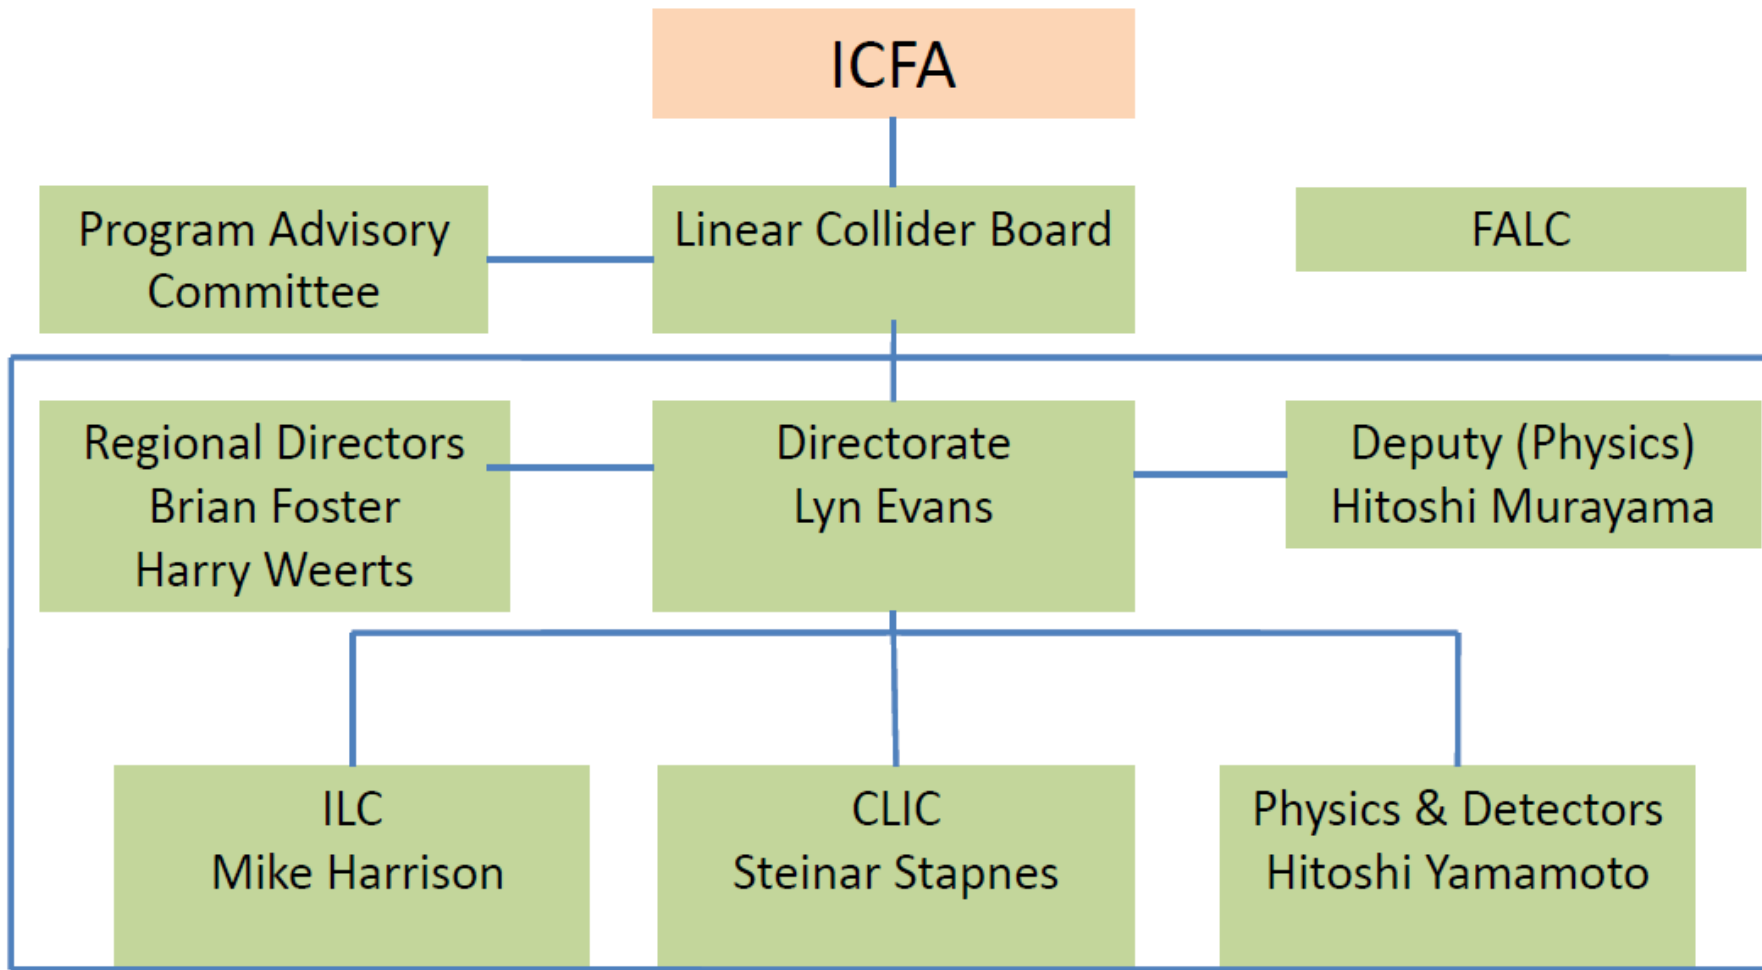 ICFA
Program Advisory
Committee
Linear Collider Board
FALC
Regional Directors
Brian Foster
Harry Weerts
Directorate
Lyn Evans
Deputy (Physics)
Hitoshi Murayama
ILC
Mike Harrison
CLIC
Steinar Stapnes
Physics & Detectors
Hitoshi Yamamoto